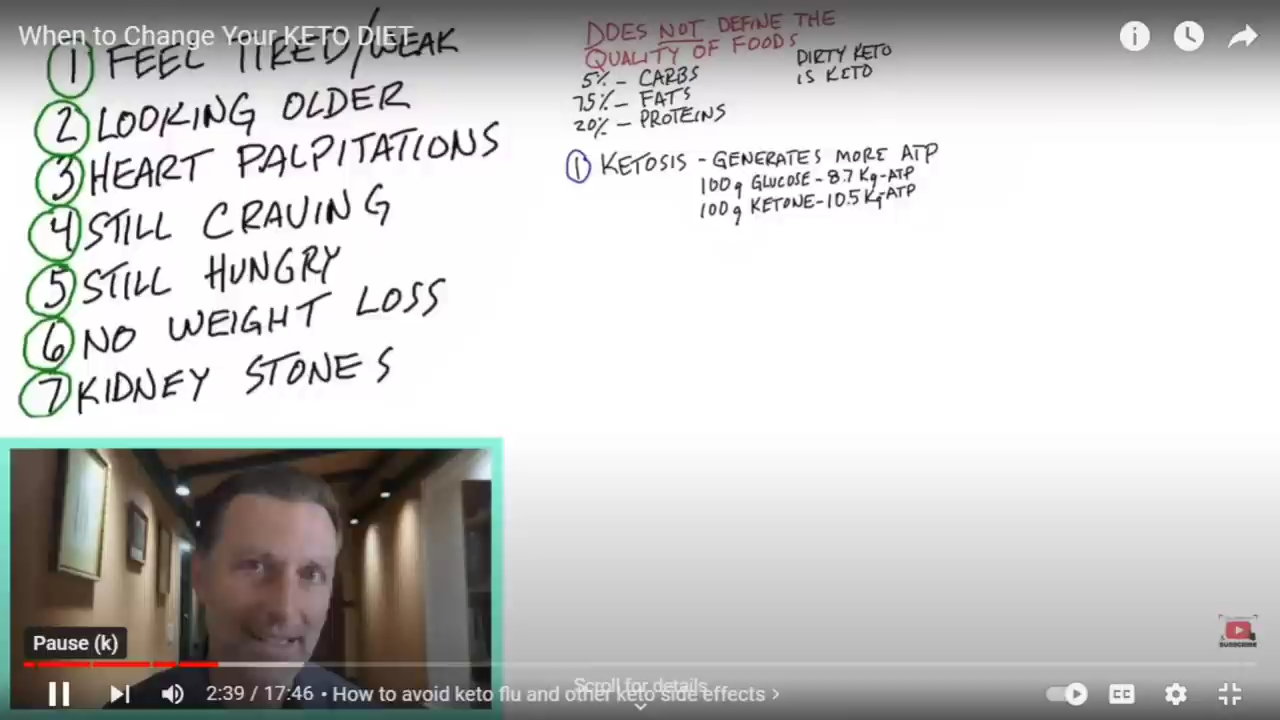 When to Change Your KETO DIET
① FEEL TIRED/WEAK
② LOOKING OLDER
③ HEART PALPITATIONS
④ STILL CRAVING
⑤ STILL HUNGRY
⑥ NO WEIGHT LOSS
⑦ KIDNEY STONES
DOES NOT DEFINE THE
QUALITY OF FOODS
5% - CARBS
75% - FATS
20% - PROTEINS
DIRTY KETO
IS KETO
① KETOSIS - GENERATES MORE ATP
100g GLUCOSE - 8.7 Kg-ATP
100g KETONE - 10.5 Kg-ATP
Pause (k)
SUBSCRIBE
2:39 / 17:46 • How to avoid keto flu and other keto side effects
Scroll for details
CC